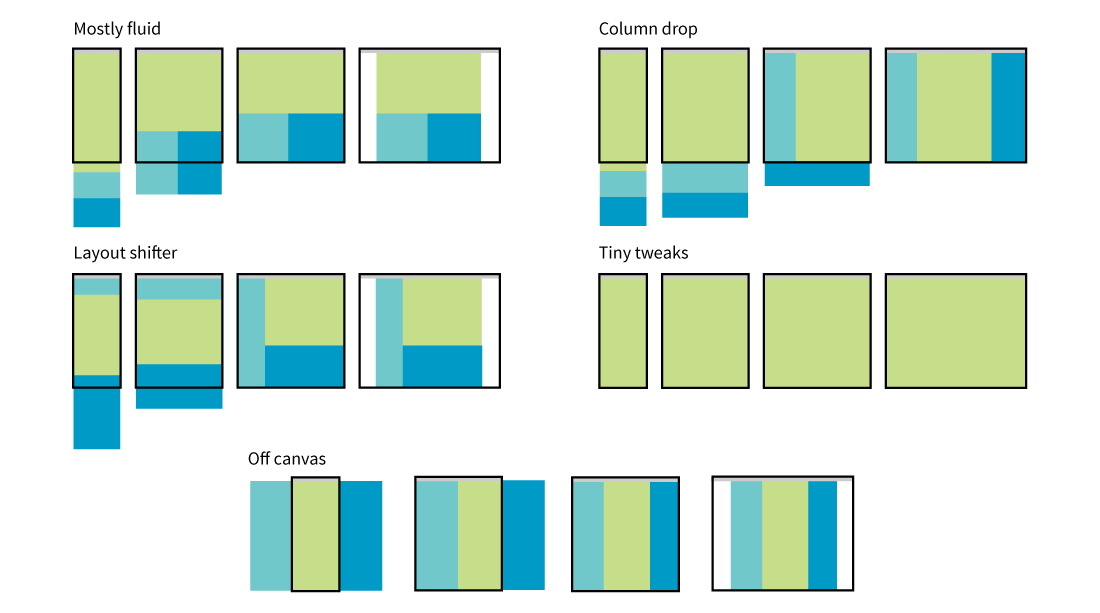 Mostly fluid
Column drop
Layout shifter
Tiny tweaks
Off canvas